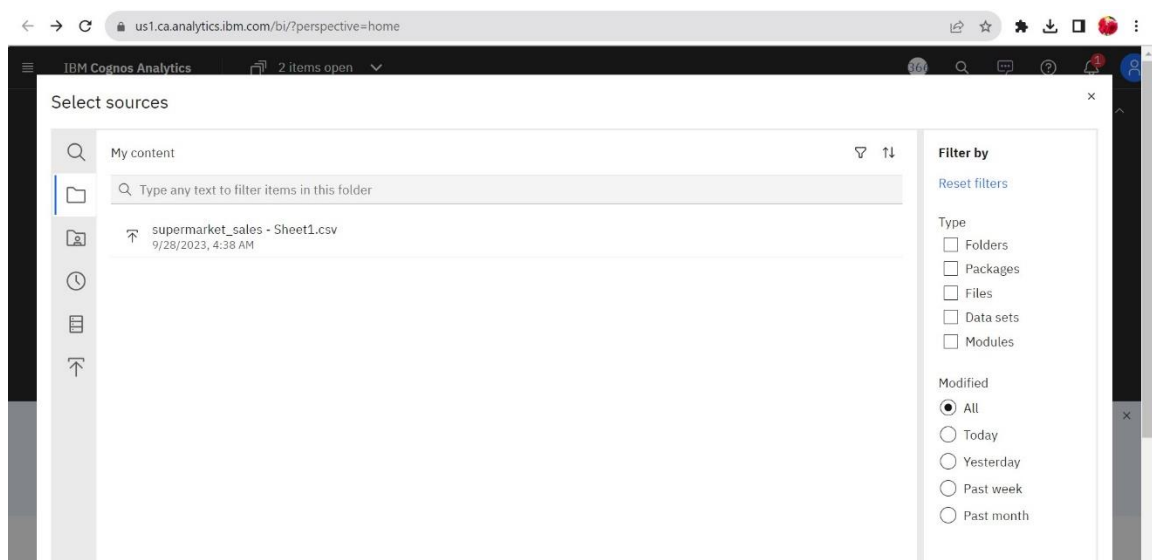 us1.ca.analytics.ibm.com/bi/?perspective=home
IBM Cognos Analytics
2 items open
366
1
Select sources
My content
Type any text to filter items in this folder
supermarket_sales - Sheet1.csv
9/28/2023, 4:38 AM
Filter by
Reset filters
Type
Folders
Packages
Files
Data sets
Modules
Modified
All
Today
Yesterday
Past week
Past month